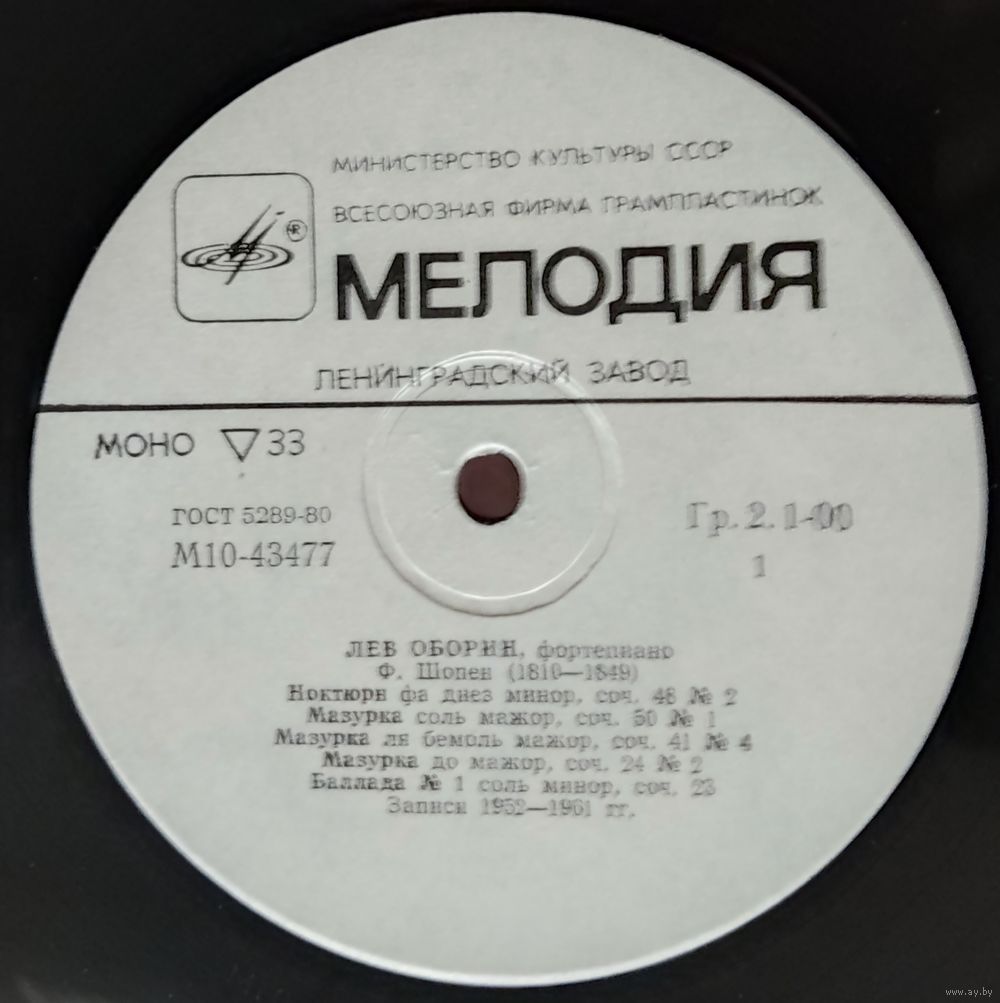 МИНИСТЕРСТВО КУЛЬТУРЫ СССР
ВСЕСОЮЗНАЯ ФИРМА ГРАМПЛАСТИНОК
МЕЛОДИЯ
ЛЕНИНГРАДСКИЙ ЗАВОД
МОНО ▽ 33
ГОСТ 5289-80
М10-43477
Гр. 2. 1-00
1
ЛЕВ ОБОРИН, фортепиано
Ф. Шопен (1810—1849)
Ноктюрн фа диез минор, соч. 48 № 2
Мазурка соль мажор, соч. 50 № 1
Мазурка ля бемоль мажор, соч. 41 № 4
Мазурка до мажор, соч. 24 № 2
Баллада № 1 соль минор, соч. 23
Записи 1952—1961 гг.
www.ay.by